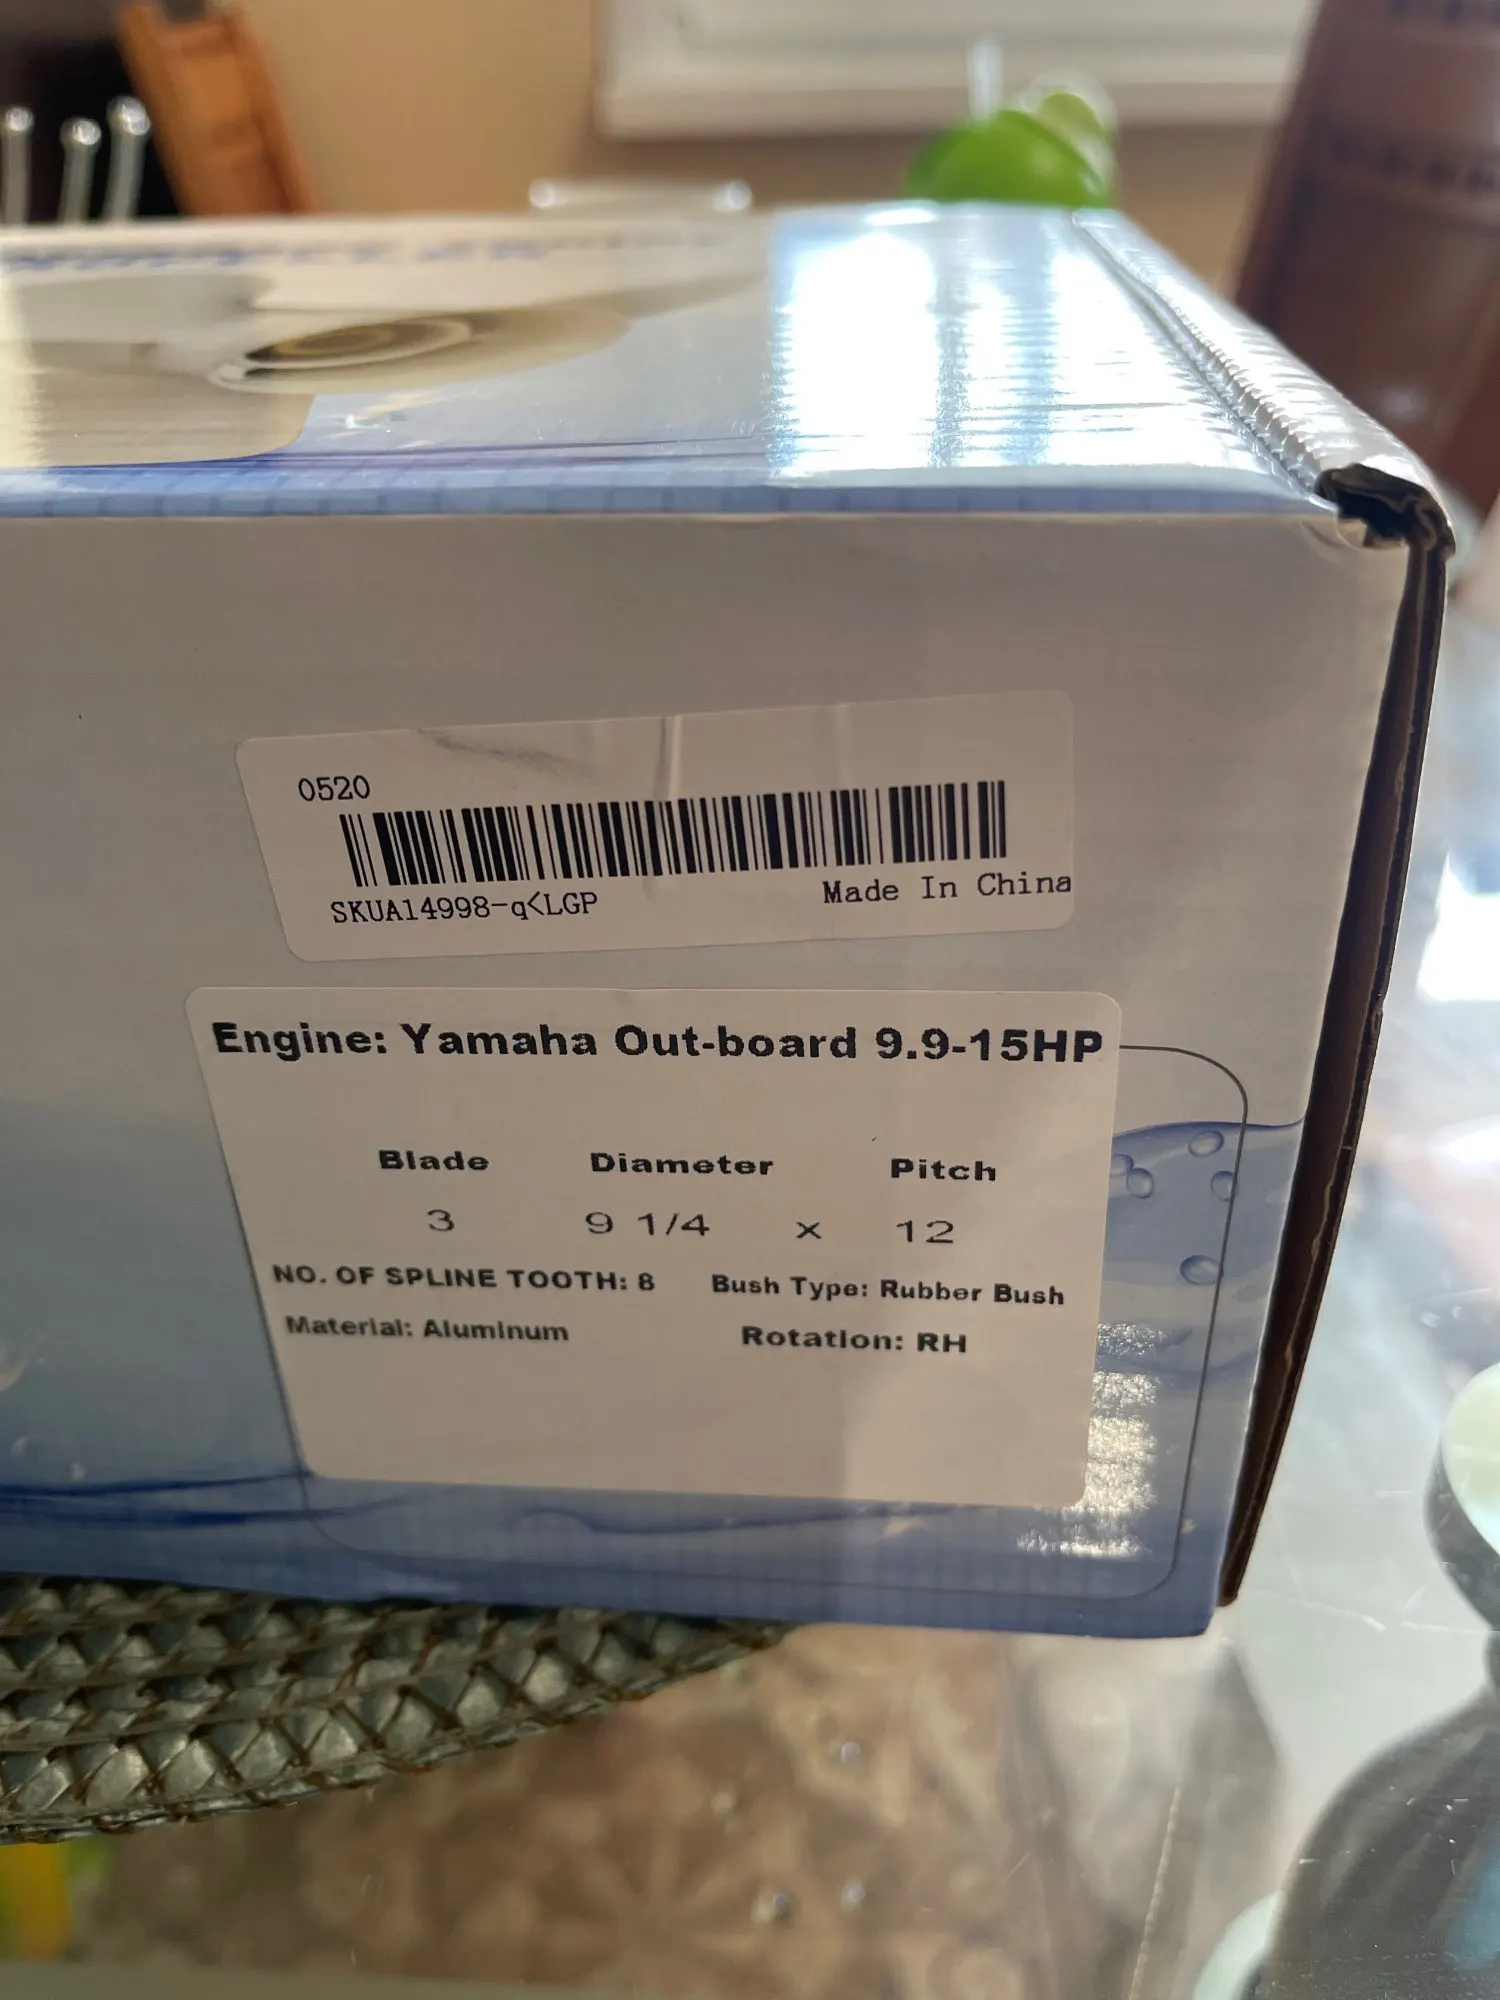 0520
SKUA14998-q<LGP
Made In China
Engine: Yamaha Out-board 9.9-15HP
Blade Diameter Pitch
3 9 1/4 x 12
NO. OF SPLINE TOOTH: 8 Bush Type: Rubber Bush
Material: Aluminum Rotation: RH